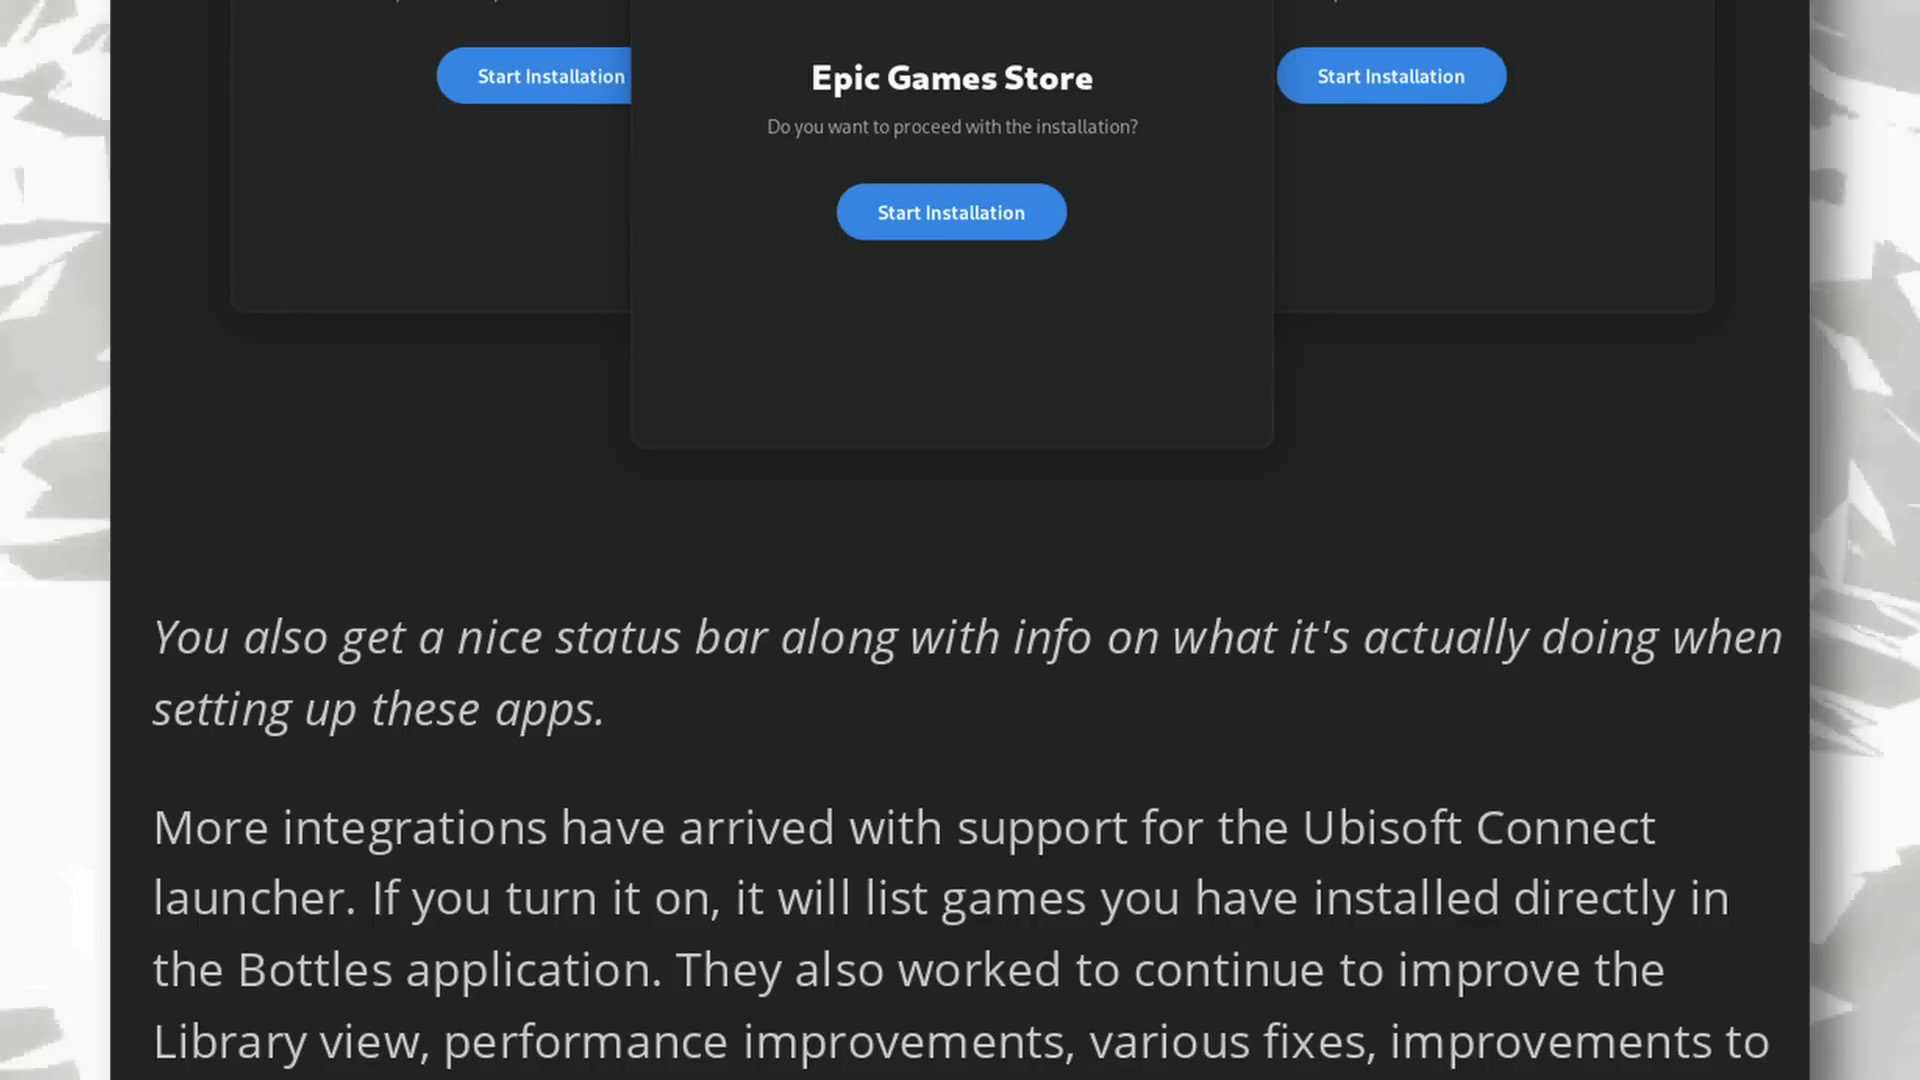 Start Installation
Epic Games Store
Start Installation
Do you want to proceed with the installation?
Start Installation
You also get a nice status bar along with info on what it's actually doing when
setting up these apps.
More integrations have arrived with support for the Ubisoft Connect
launcher. If you turn it on, it will list games you have installed directly in
the Bottles application. They also worked to continue to improve the
Library view, performance improvements, various fixes, improvements to